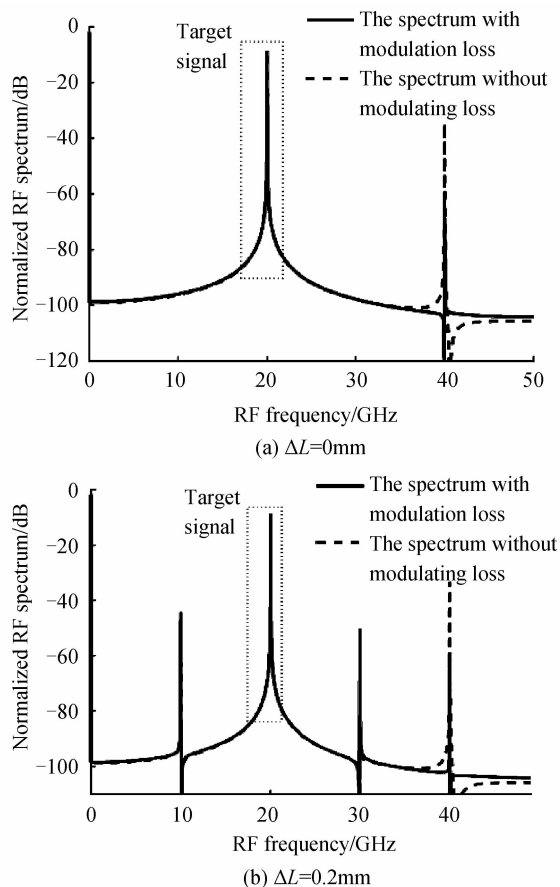 The spectrum with
modulation loss
The spectrum without
modulating loss
Target
signal
Normalized RF spectrum/dB
0
−20
−40
−60
−80
−100
−120
0
10
20
30
40
50
RF frequency/GHz
(a) ΔL=0mm
The spectrum with
modulation loss
The spectrum without
modulating loss
Target
signal
Normalized RF spectrum/dB
0
−20
−40
−60
−80
−100
0
10
20
30
40
50
RF frequency/GHz
(b) ΔL=0.2mm